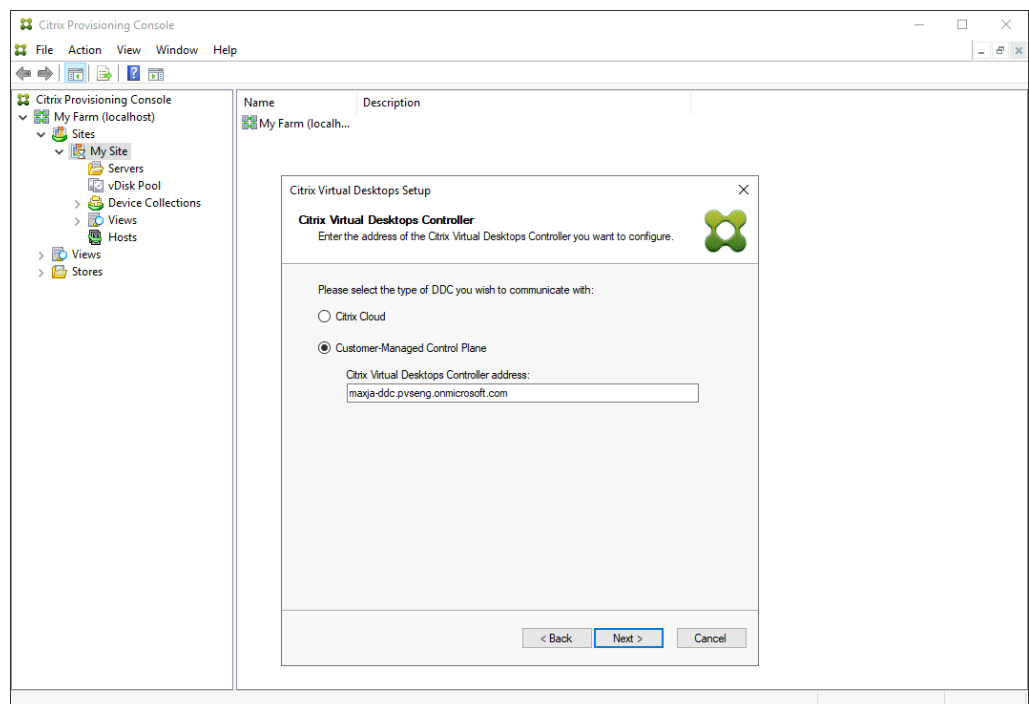 Citrix Provisioning Console
File Action View Window Help
Citrix Provisioning Console
My Farm (localhost)
Sites
My Site
Servers
vDisk Pool
Device Collections
Views
Hosts
Views
Stores
Name Description
My Farm (localh...
Citrix Virtual Desktops Setup
Citrix Virtual Desktops Controller
Enter the address of the Citrix Virtual Desktops Controller you want to configure.
Please select the type of DDC you wish to communicate with:
Citrix Cloud
Customer-Managed Control Plane
Citrix Virtual Desktops Controller address:
maxja-ddc.pvseng.onmicrosoft.com
< Back Next > Cancel